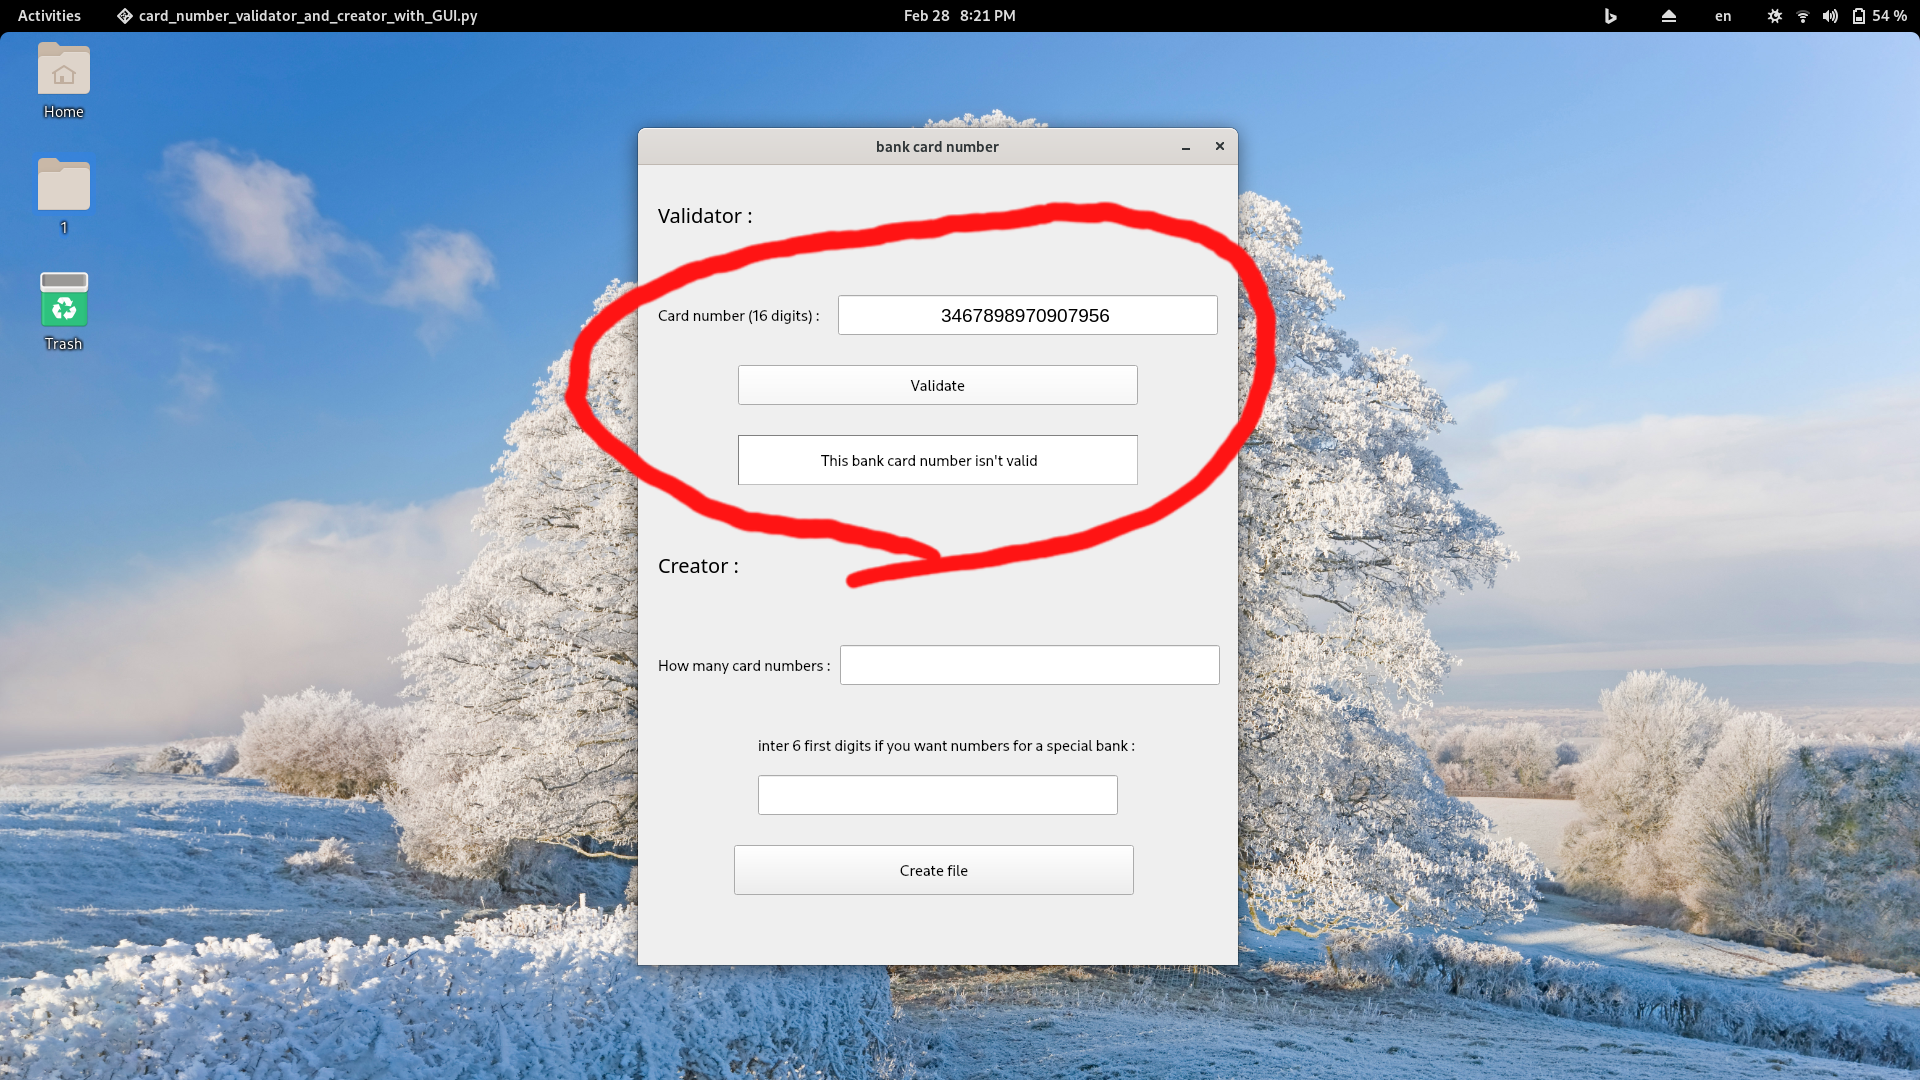 Activities card_number_validator_and_creator_with_GUI.py Feb 28 8:21 PM en 54 %
Home
1
Trash
bank card number
Validator :
Card number (16 digits) : 3467898970907956
Validate
This bank card number isn't valid
Creator :
How many card numbers :
inter 6 first digits if you want numbers for a special bank :
Create file